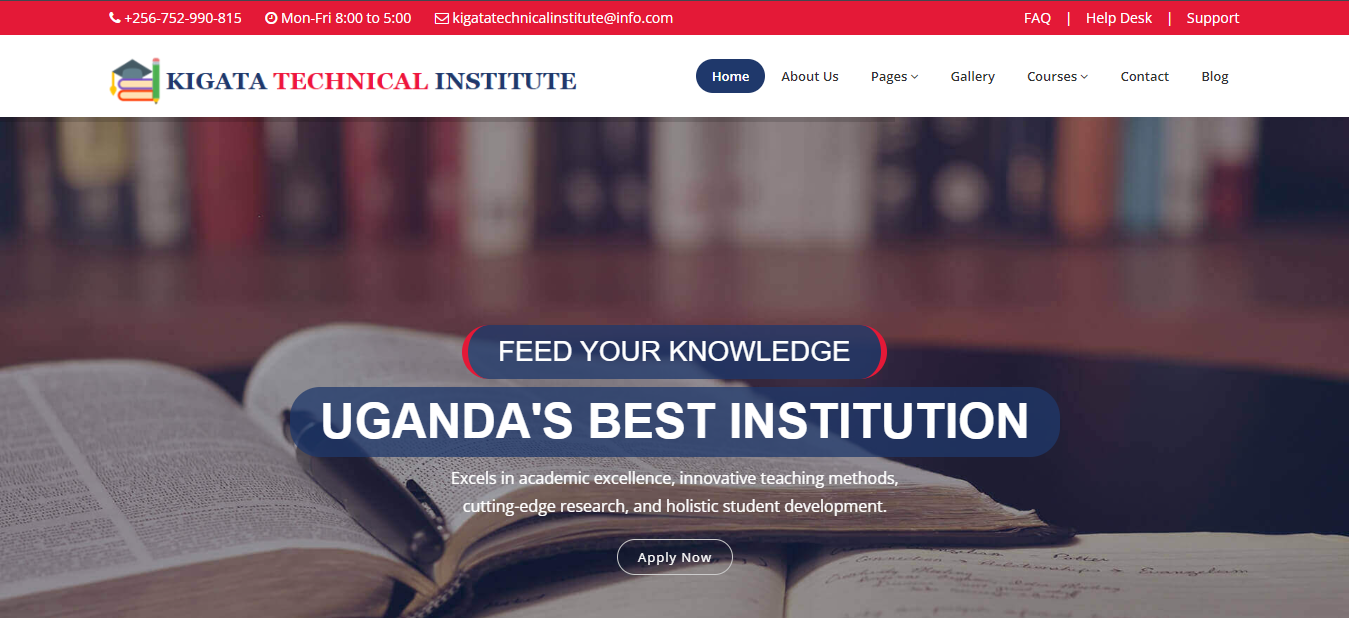 +256-752-990-815 Mon-Fri 8:00 to 5:00 kigatatechnicalinstitute@info.com FAQ | Help Desk | Support
KIGATA TECHNICAL INSTITUTE Home About Us Pages Gallery Courses Contact Blog
FEED YOUR KNOWLEDGE
UGANDA'S BEST INSTITUTION
Excels in academic excellence, innovative teaching methods,
cutting-edge research, and holistic student development.
Apply Now